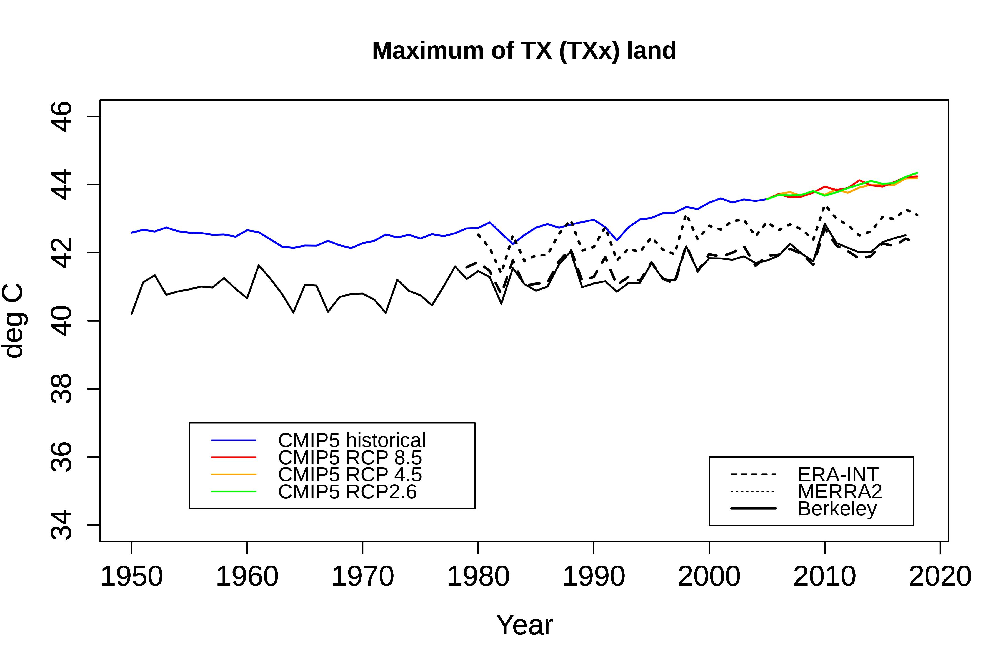 Maximum of TX (TXx) land
46
44
42
40
38
36
34
deg C
CMIP5 historical
CMIP5 RCP 8.5
CMIP5 RCP 4.5
CMIP5 RCP2.6
ERA-INT
MERRA2
Berkeley
1950 1960 1970 1980 1990 2000 2010 2020
Year